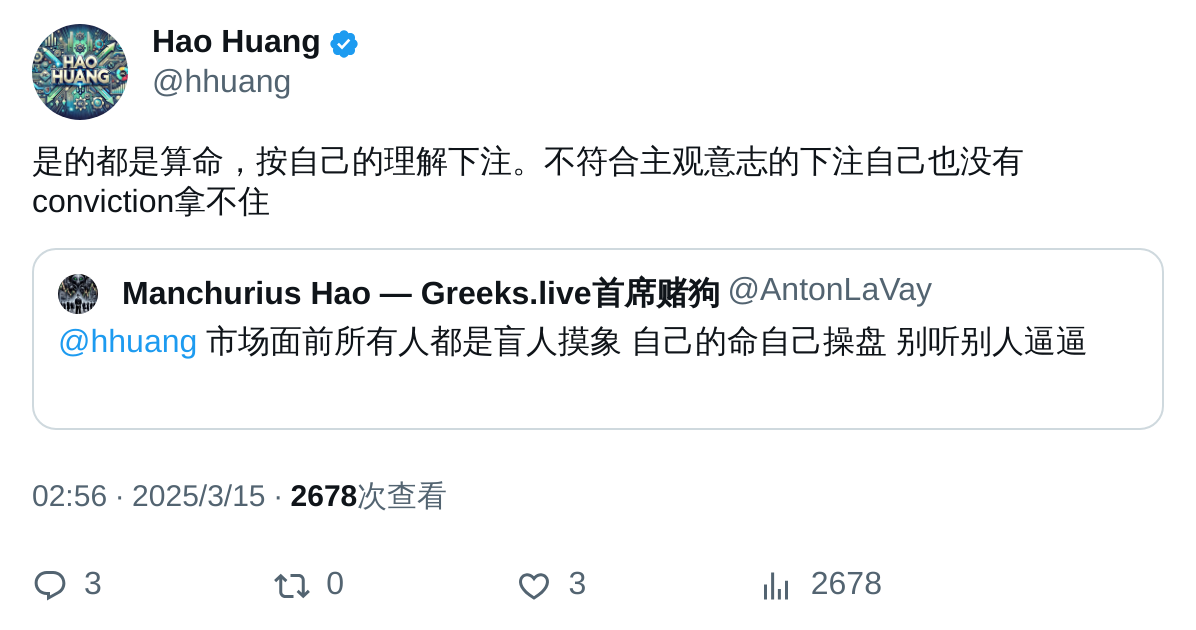 HAO
HUANG
Hao Huang
@hhuang
是的都是算命，按自己的理解下注。不符合主观意志的下注自己也没有
conviction拿不住
Manchurius Hao — Greeks.live首席赌狗 @AntonLaVay
@hhuang 市场面前所有人都是盲人摸象 自己的命自己操盘 别听别人逼逼
02:56 · 2025/3/15 · 2678次查看
3 0 3 2678